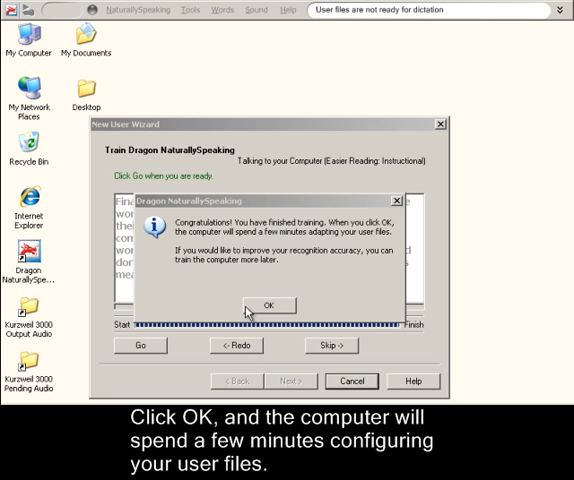 NaturallySpeaking Tools Words Sound Help User files are not ready for dictation
My Computer
My Documents
My Network
Places
Desktop
Recycle Bin
Internet
Explorer
Dragon
NaturallySpe...
Kurzweil 3000
Output Audio
Kurzweil 3000
Pending Audio
New User Wizard
Train Dragon NaturallySpeaking
Talking to your Computer (Easier Reading: Instructional)
Click Go when you are ready.
Dragon NaturallySpeaking
Congratulations! You have finished training. When you click OK,
the computer will spend a few minutes adapting your user files.
If you would like to improve your recognition accuracy, you can
train the computer more later.
OK
Start Finish
Go <- Redo Skip ->
< Back Next > Cancel Help
Click OK, and the computer will
spend a few minutes configuring
your user files.